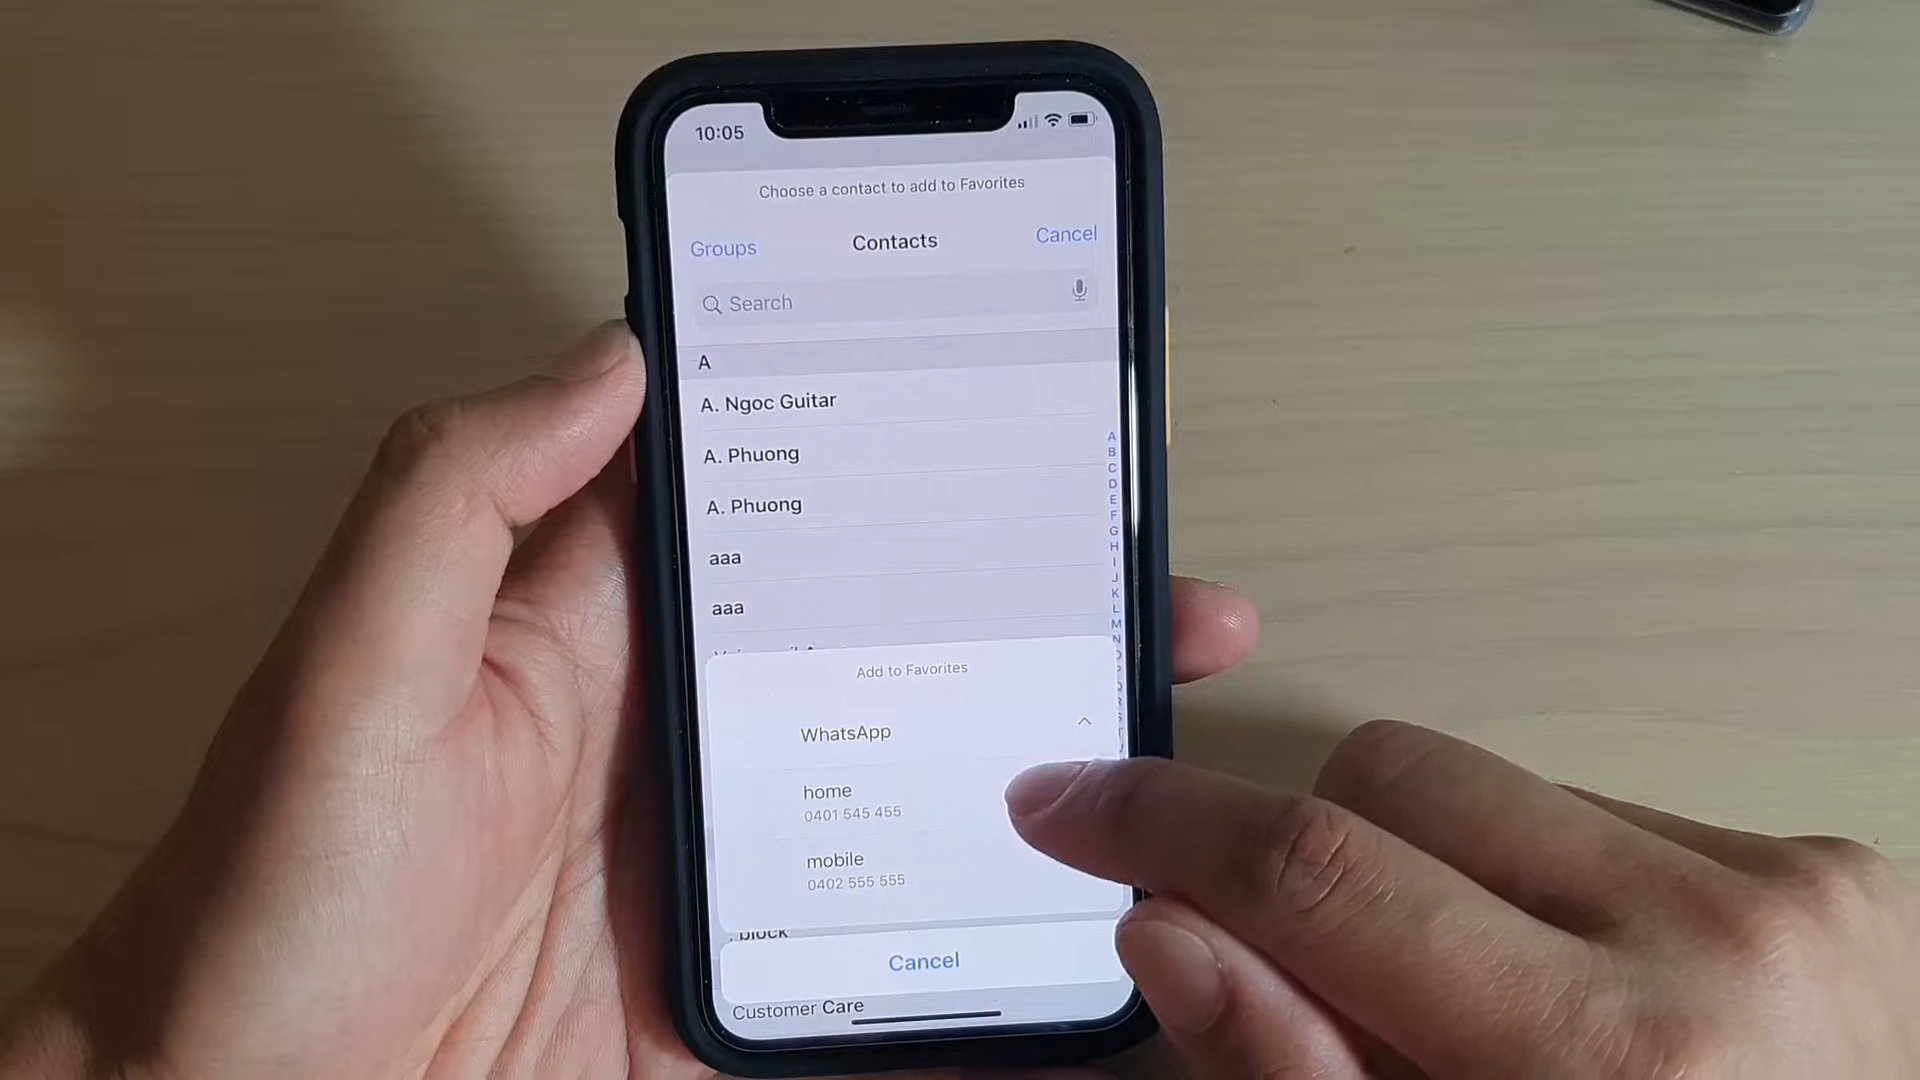 10:05
Choose a contact to add to Favorites
Groups Contacts Cancel
Search
A
A. Ngoc Guitar
A. Phuong
A. Phuong
aaa
aaa
Add to Favorites
WhatsApp
home
0401 545 455
mobile
0402 555 555
Cancel
Customer Care
A
B
C
D
E
F
G
H
I
J
K
L
M
N